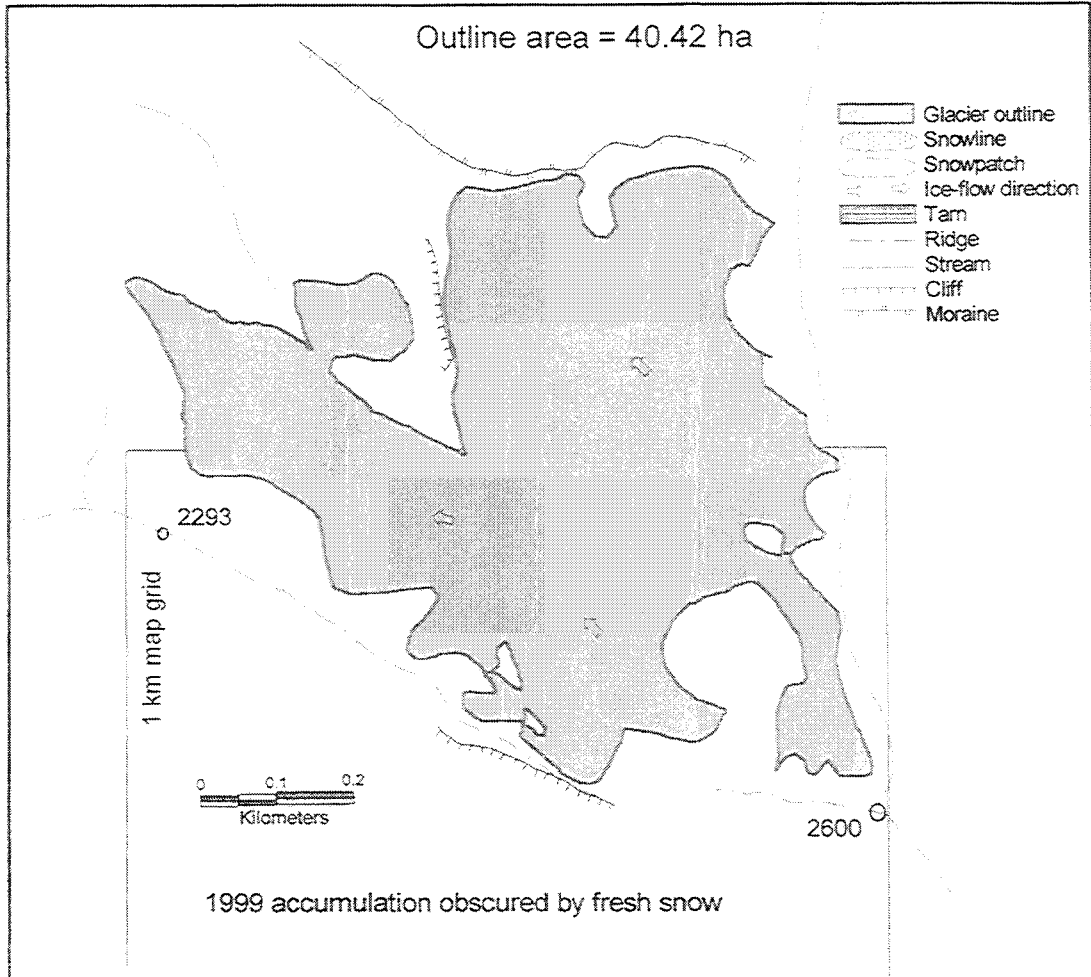 Outline area = 40.42 ha
Glacier outline
Snowline
Snowpatch
Ice-flow direction
Tarn
Ridge
Stream
Cliff
Moraine
2293
1 km map grid
0 0.1 0.2
Kilometers
2600
1999 accumulation obscured by fresh snow